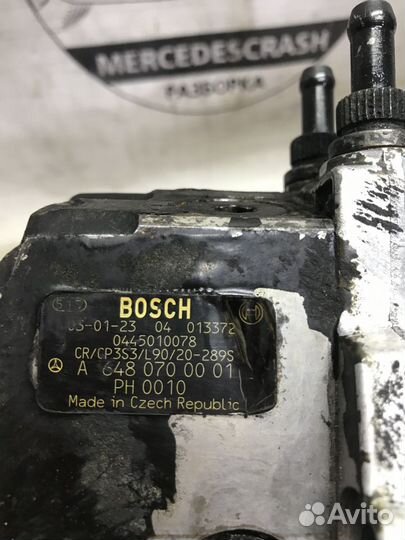 MERCEDESCRASH
РАЗБОРКА
515 BOSCH
03-01-23 04 013372
0445010078
CR/CP3S3/L90/20-289S
A 648 070 00 01
PH 0010
Made in Czech Republic
Avito